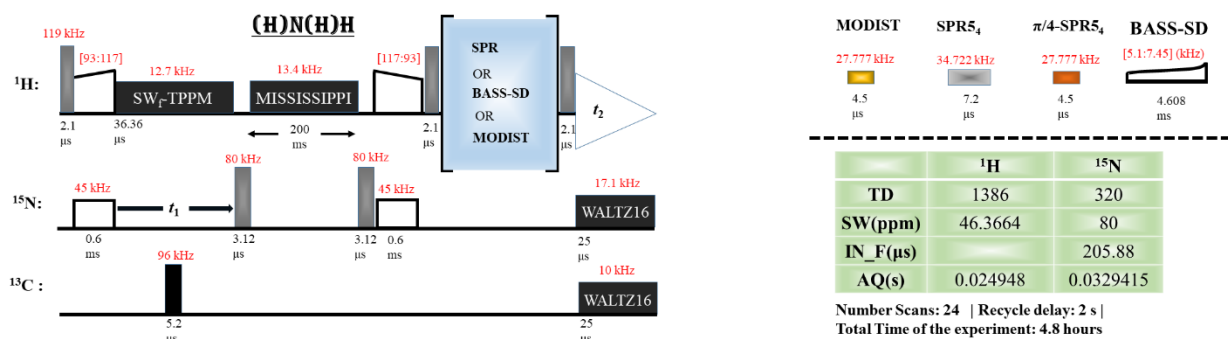 (H)N(H)H
119 kHz
[93:117]
12.7 kHz
13.4 kHz
[117:93]
¹H:
SW_f-TPPM
MISSISSIPPI
SPR
OR
BASS-SD
OR
MODIST
t₂
2.1 µs
36.36 µs
200 ms
2.1 µs
2.1 µs
80 kHz
80 kHz
45 kHz
45 kHz
17.1 kHz
¹⁵N:
t₁
WALTZ16
0.6 ms
3.12 µs
3.12 µs
0.6 ms
25 µs
96 kHz
10 kHz
¹³C :
WALTZ16
5.2 µs
25 µs
MODIST SPR5₄ π/4-SPR5₄ BASS-SD
27.777 kHz 34.722 kHz 27.777 kHz [5.1:7.45] (kHz)
4.5 µs 7.2 µs 4.5 µs 4.608 ms
¹H ¹⁵N
TD 1386 320
SW(ppm) 46.3664 80
IN_F(µs) 205.88
AQ(s) 0.024948 0.0329415
Number Scans: 24 | Recycle delay: 2 s |
Total Time of the experiment: 4.8 hours